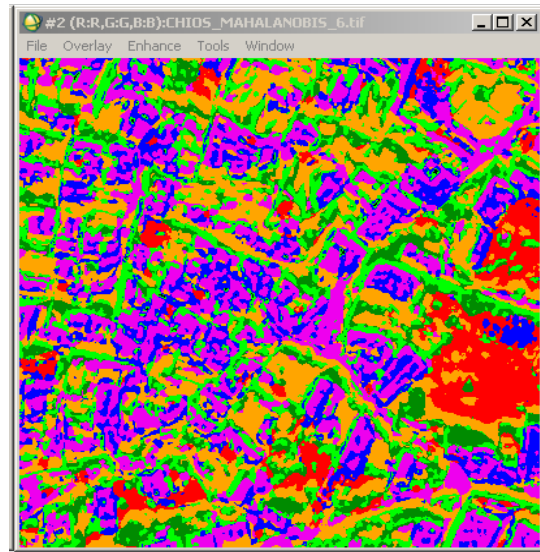 #2 (R:R,G:G,B:B):CHIOS_MAHALANOBIS_6.tif
File Overlay Enhance Tools Window